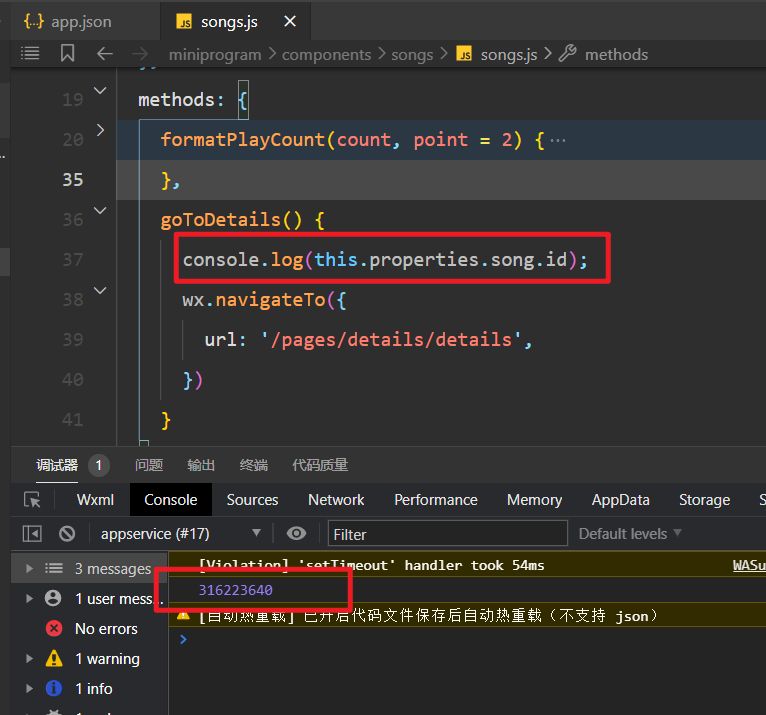 {..} app.json JS songs.js ×
miniprogram > components > songs > JS songs.js > methods
19 methods: {
20 formatPlayCount(count, point = 2) { ···
35 },
36 goToDetails() {
37 console.log(this.properties.song.id);
38 wx.navigateTo({
39 url: '/pages/details/details',
40 })
41 }
调试器 1 问题 输出 终端 代码质量
Wxml Console Sources Network Performance Memory AppData Storage S
appservice (#17) Filter Default levels
3 messages
[Violation] 'setTimeout' handler took 54ms WASu
1 user mess...
316223640
[自动热重载] 已开启代码文件保存后自动热重载（不支持 json）
No errors
1 warning
1 info